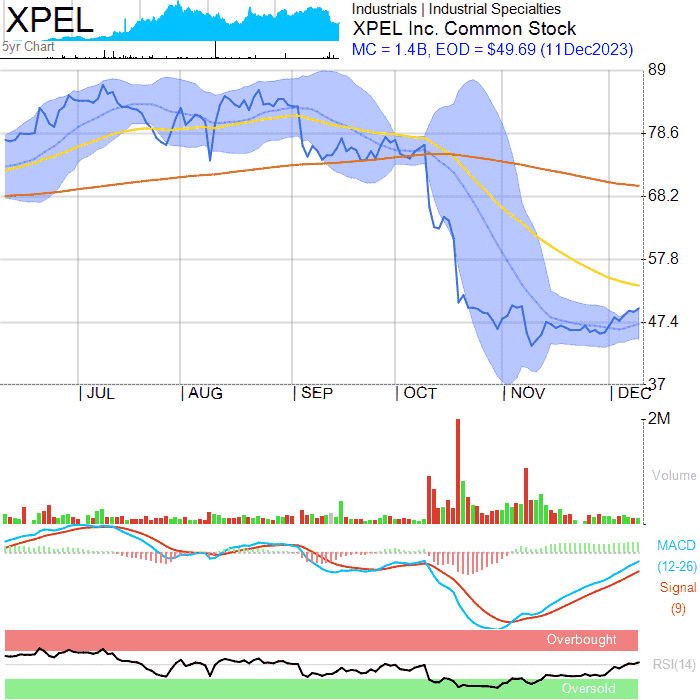 XPEL
5yr Chart
Industrials | Industrial Specialties
XPEL Inc. Common Stock
MC = 1.4B, EOD = $49.69 (11Dec2023)
89
78.6
68.2
57.8
47.4
37
JUL AUG SEP OCT NOV DEC
2M
Volume
MACD
(12-26)
Signal
(9)
Overbought
RSI(14)
Oversold